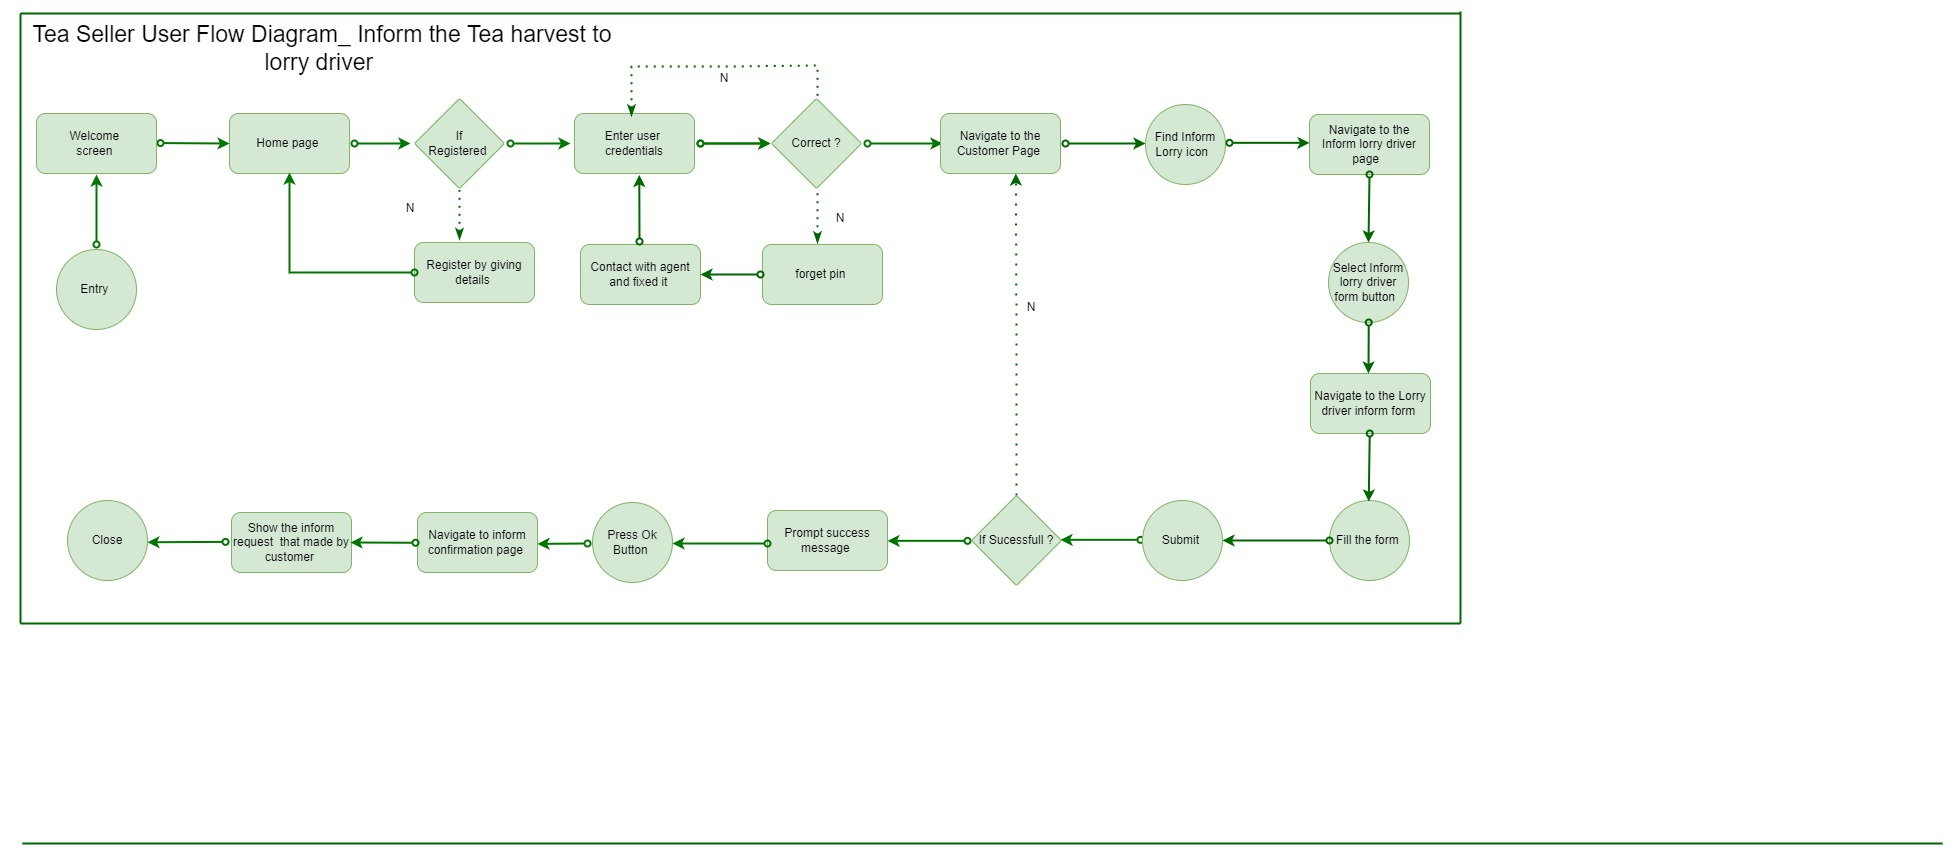 Tea Seller User Flow Diagram_ Inform the Tea harvest to
lorry driver
N
Welcome
screen
Home page
If
Registered
Enter user
credentials
Correct ?
Navigate to the
Customer Page
Find Inform
Lorry icon
Navigate to the
Inform lorry driver
page
N
N
Entry
Register by giving
details
Contact with agent
and fixed it
forget pin
Select Inform
lorry driver
form button
N
Navigate to the Lorry
driver inform form
Close
Show the inform
request  that made by
customer
Navigate to inform
confirmation page
Press Ok
Button
Prompt success
message
If Sucessfull ?
Submit
Fill the form